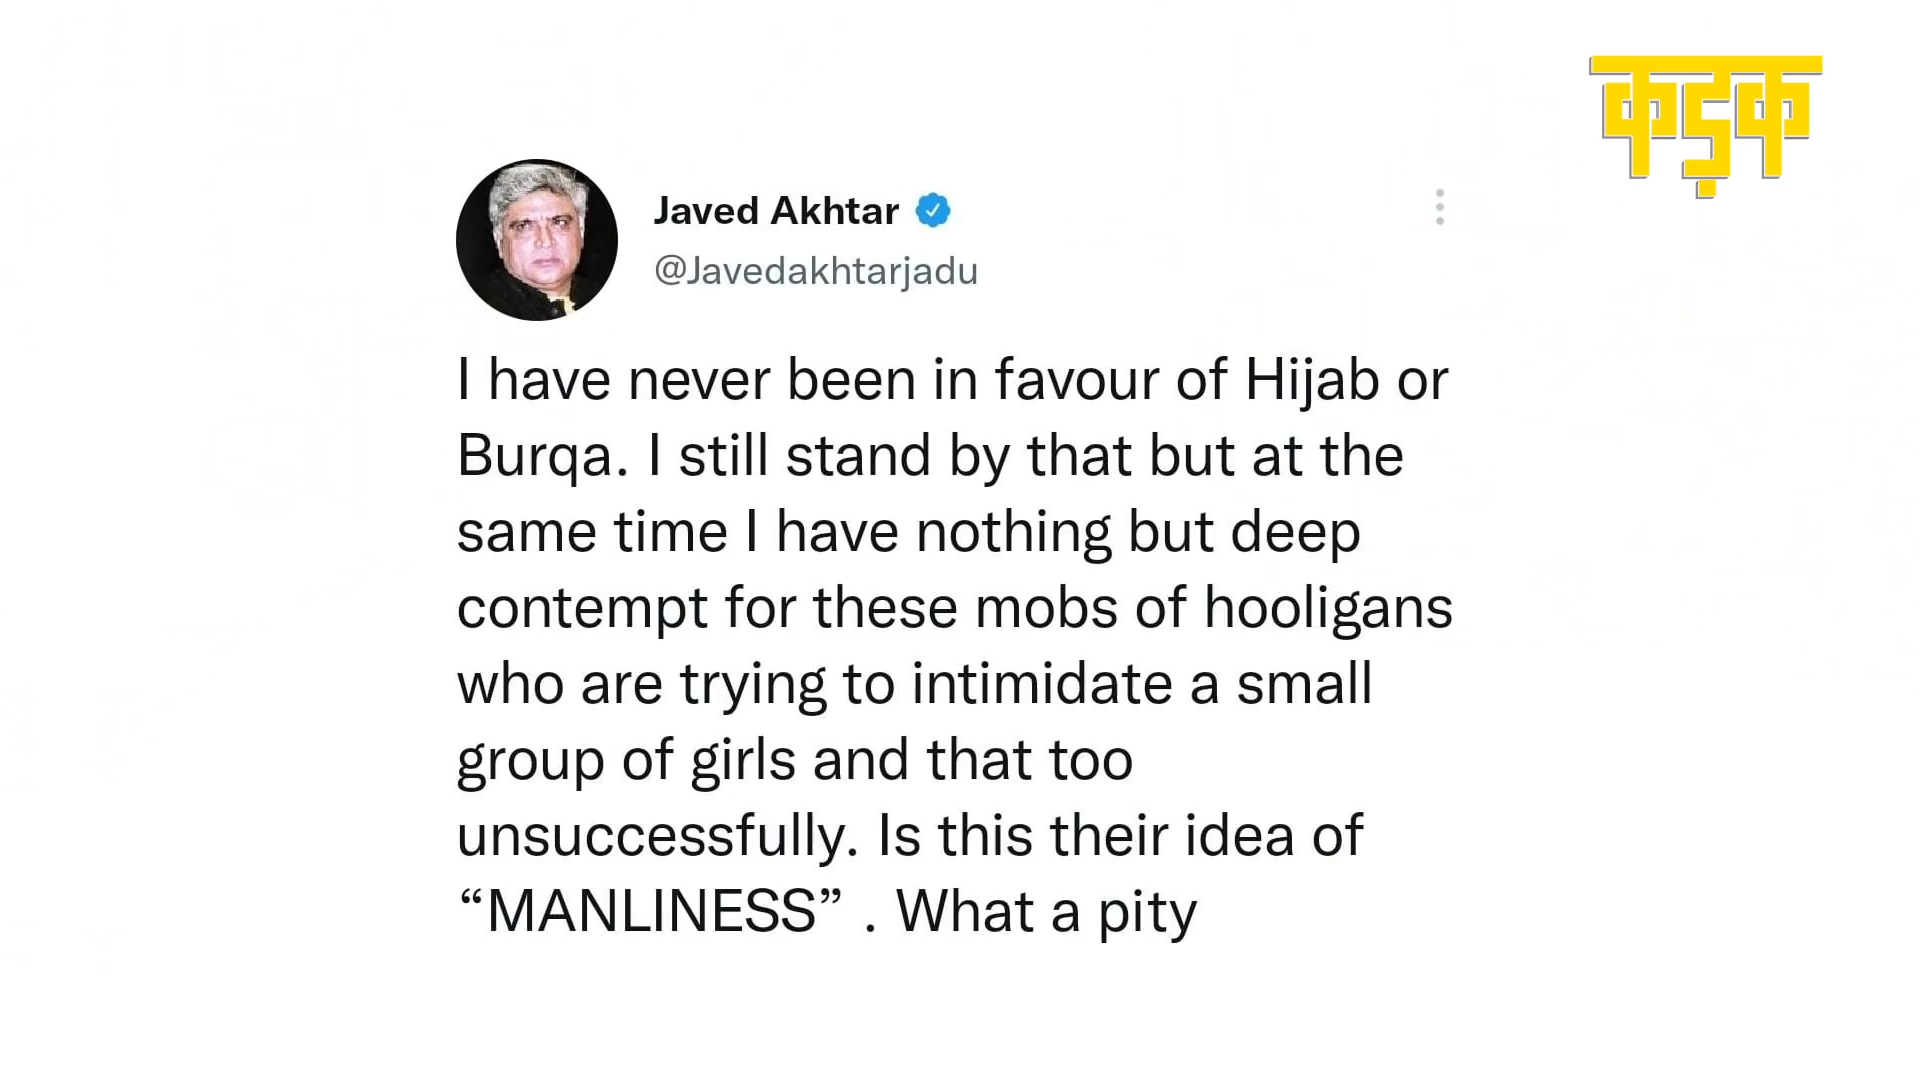 कड़क
Javed Akhtar
@Javedakhtarjadu
I have never been in favour of Hijab or
Burqa. I still stand by that but at the
same time I have nothing but deep
contempt for these mobs of hooligans
who are trying to intimidate a small
group of girls and that too
unsuccessfully. Is this their idea of
“MANLINESS” . What a pity